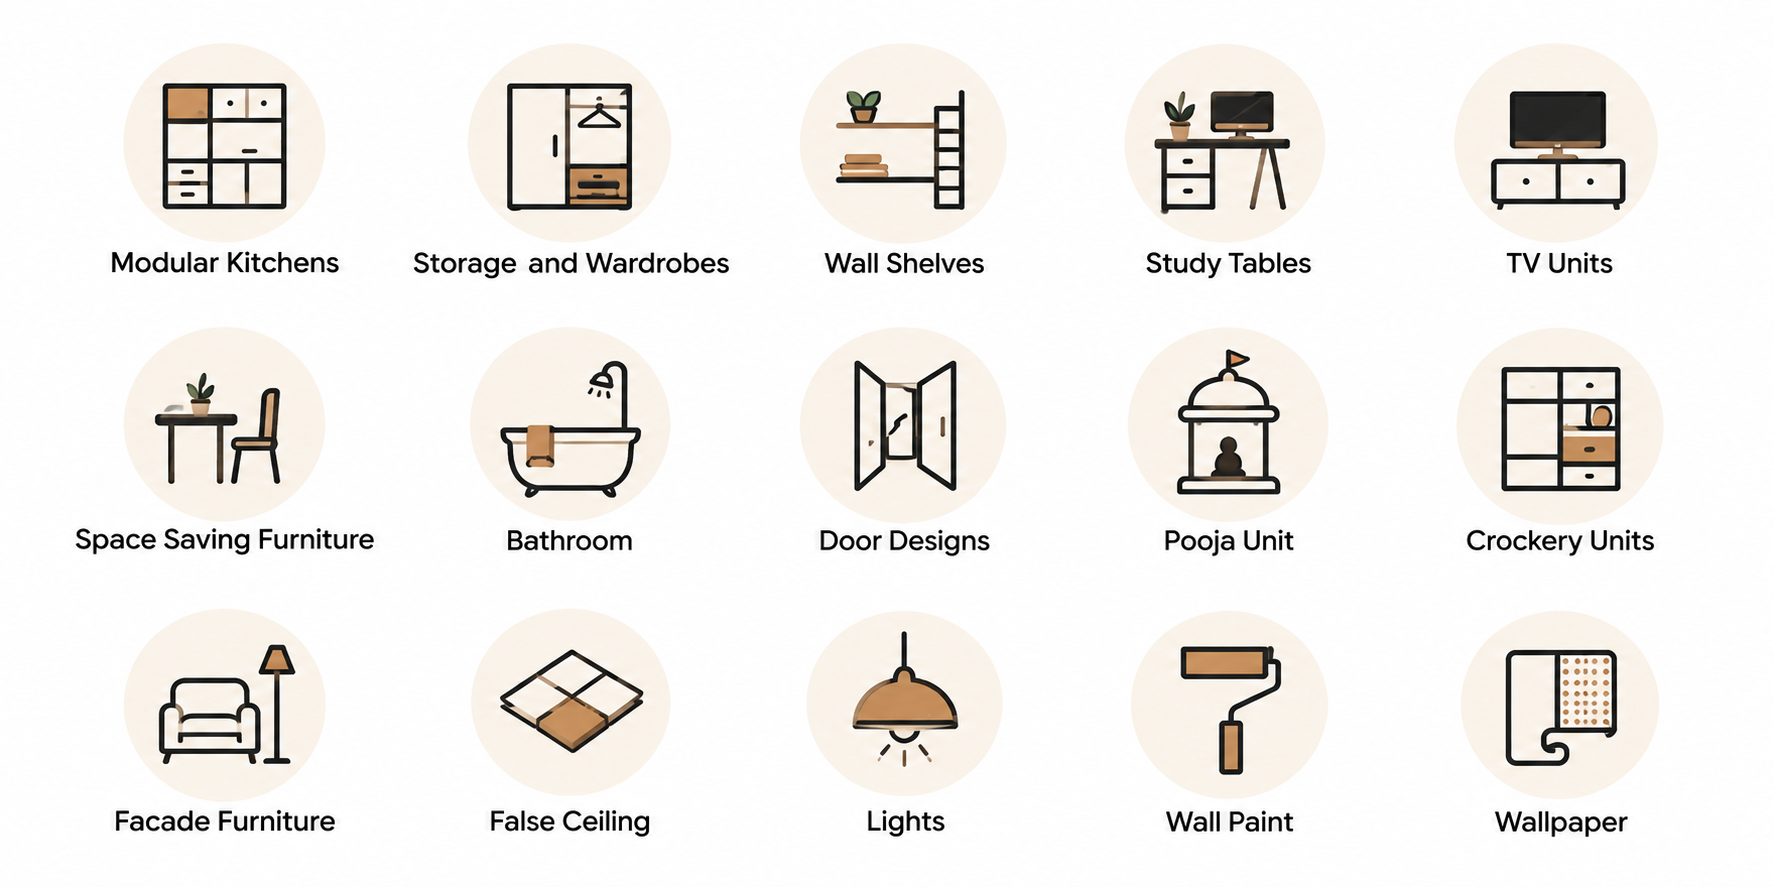 Modular Kitchens
Storage and Wardrobes
Wall Shelves
Study Tables
TV Units
Space Saving Furniture
Bathroom
Door Designs
Pooja Unit
Crockery Units
Facade Furniture
False Ceiling
Lights
Wall Paint
Wallpaper